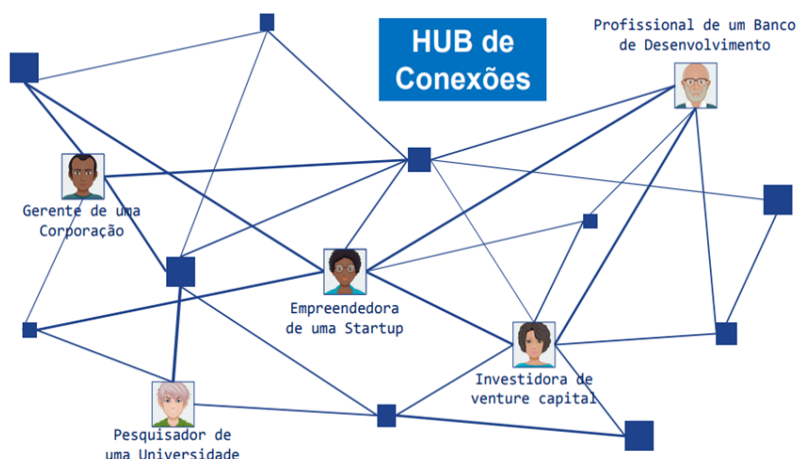 HUB de
Conexões
Profissional de um Banco
de Desenvolvimento
Gerente de uma
Corporação
Empreendedora
de uma Startup
Investidora de
venture capital
Pesquisador de
uma Universidade